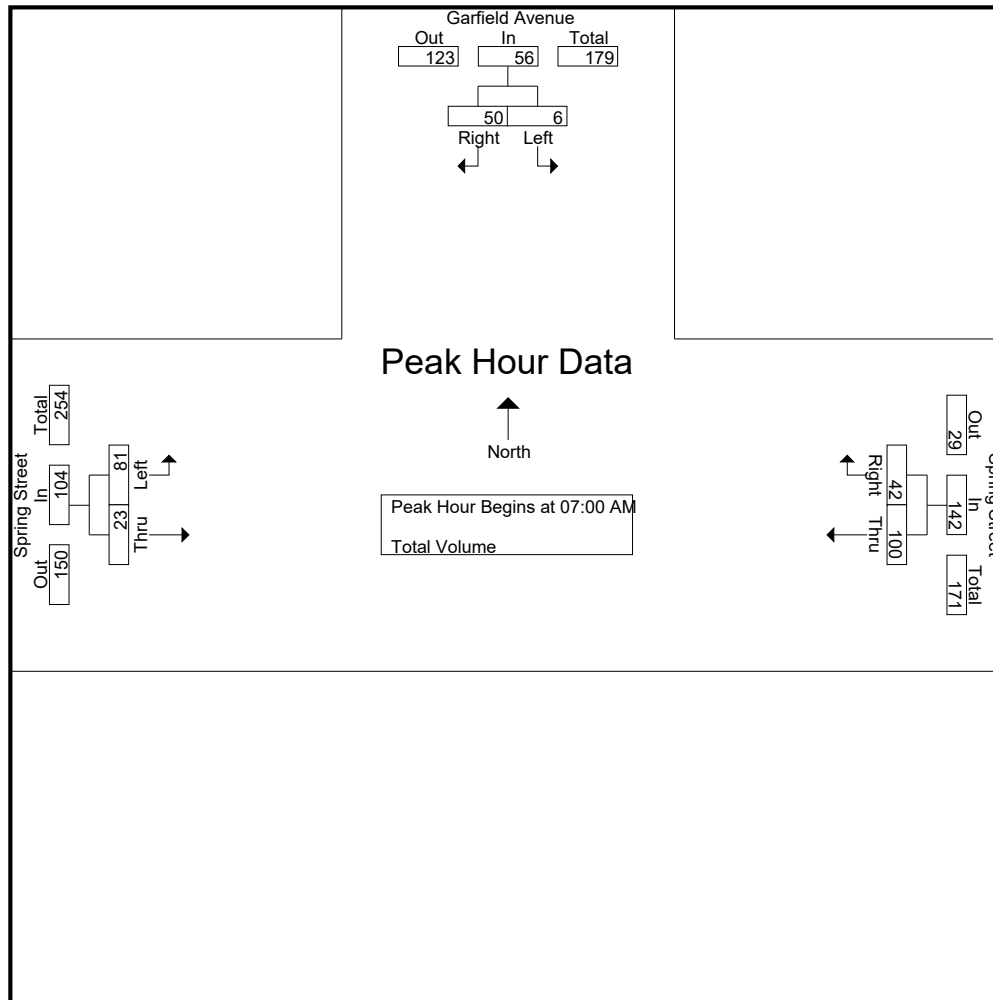 Garfield Avenue
Out In Total
123 56 179
50 6
Right Left
Peak Hour Data
North
Peak Hour Begins at 07:00 AM
Total Volume
Spring Street
Out In Total
150 104 254
23 81
Thru Left
Spring Street
Out In Total
29 142 171
42 100
Right Thru